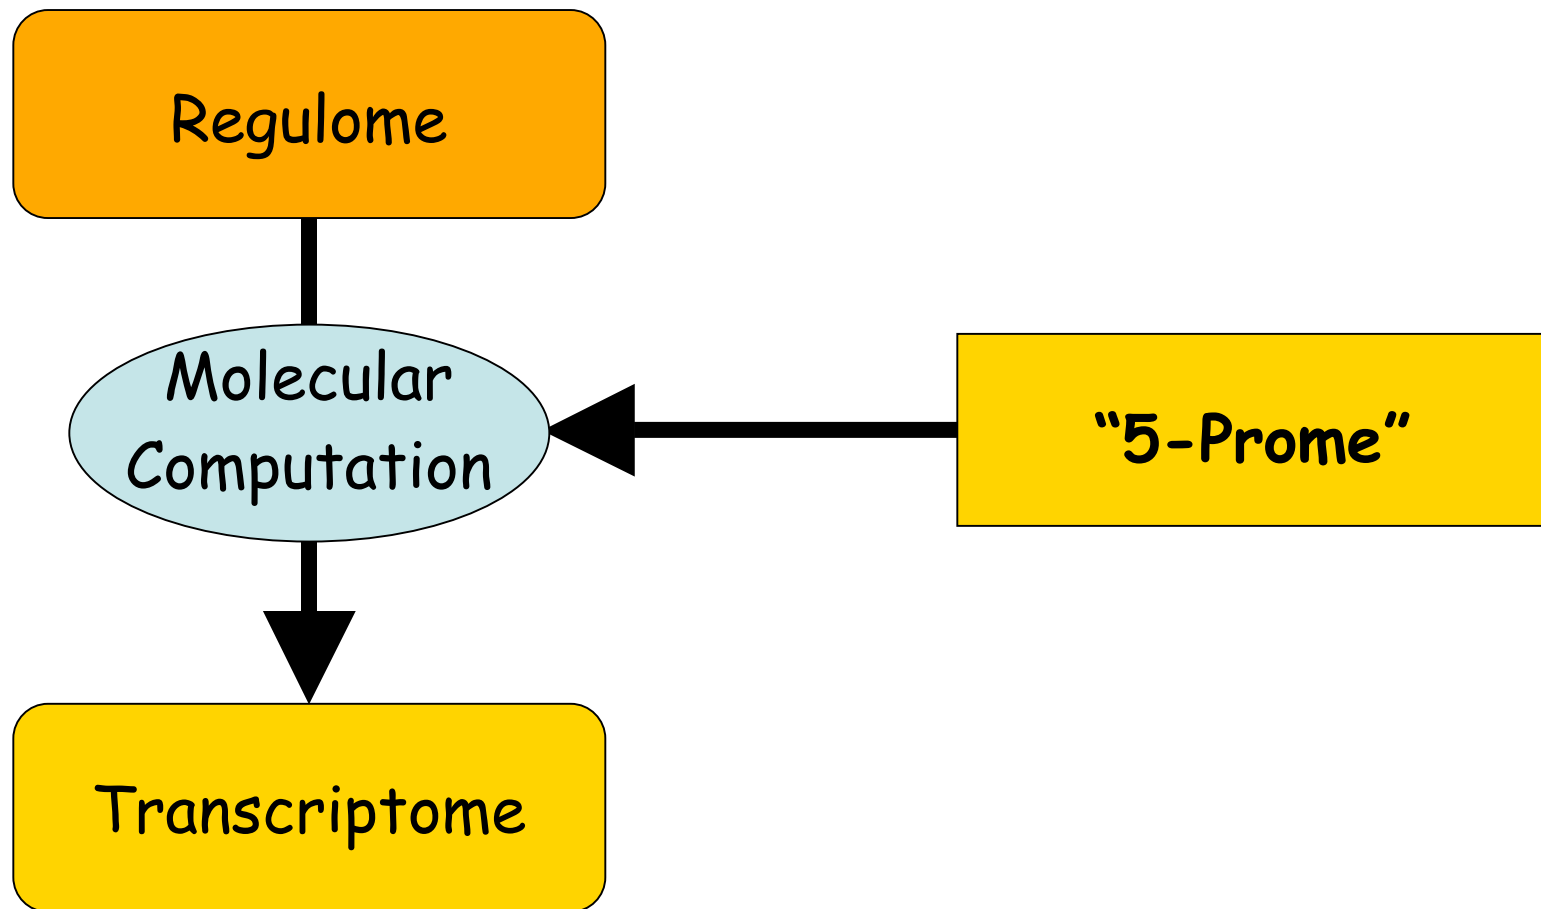 Regulome
Molecular
Computation
“5-Prome”
Transcriptome